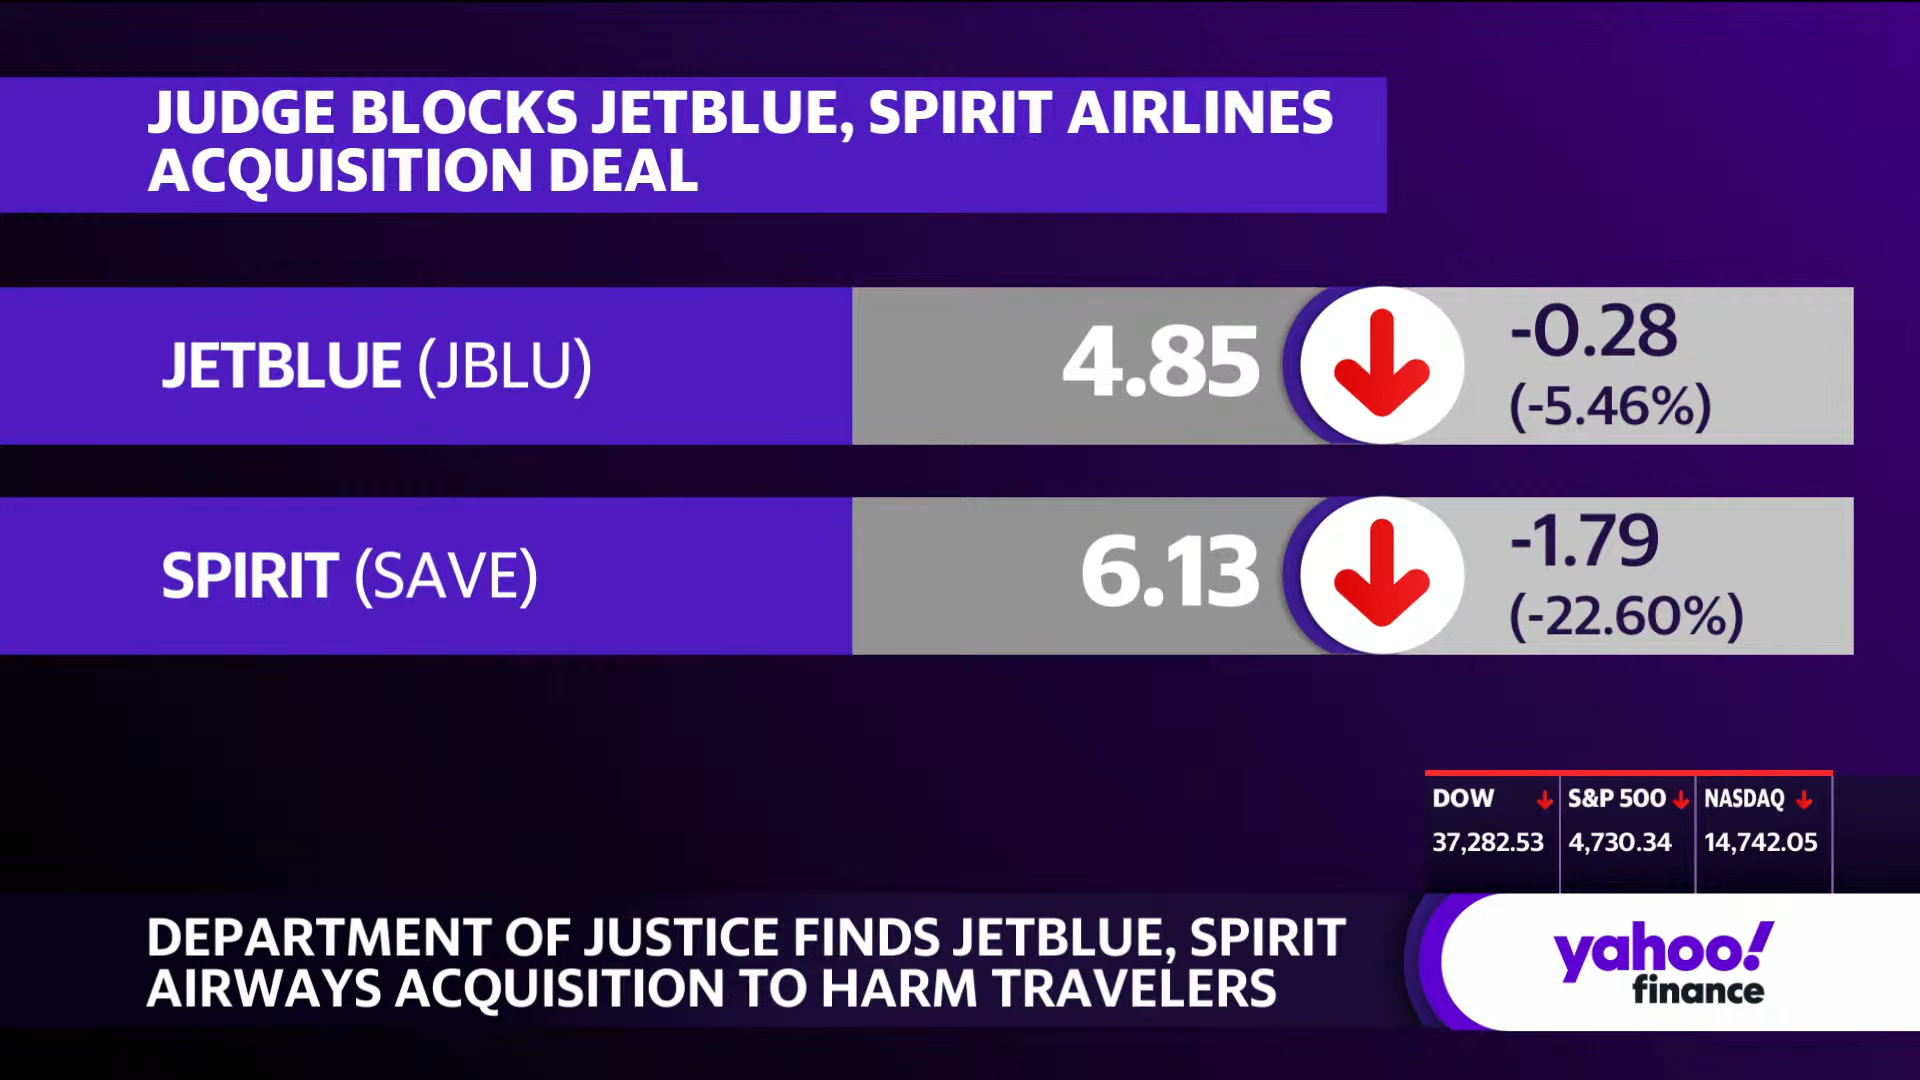 JUDGE BLOCKS JETBLUE, SPIRIT AIRLINES
ACQUISITION DEAL
JETBLUE (JBLU)
4.85
-0.28
(-5.46%)
SPIRIT (SAVE)
6.13
-1.79
(-22.60%)
DOW
37,282.53
S&P 500
4,730.34
NASDAQ
14,742.05
DEPARTMENT OF JUSTICE FINDS JETBLUE, SPIRIT
AIRWAYS ACQUISITION TO HARM TRAVELERS
yahoo!
finance